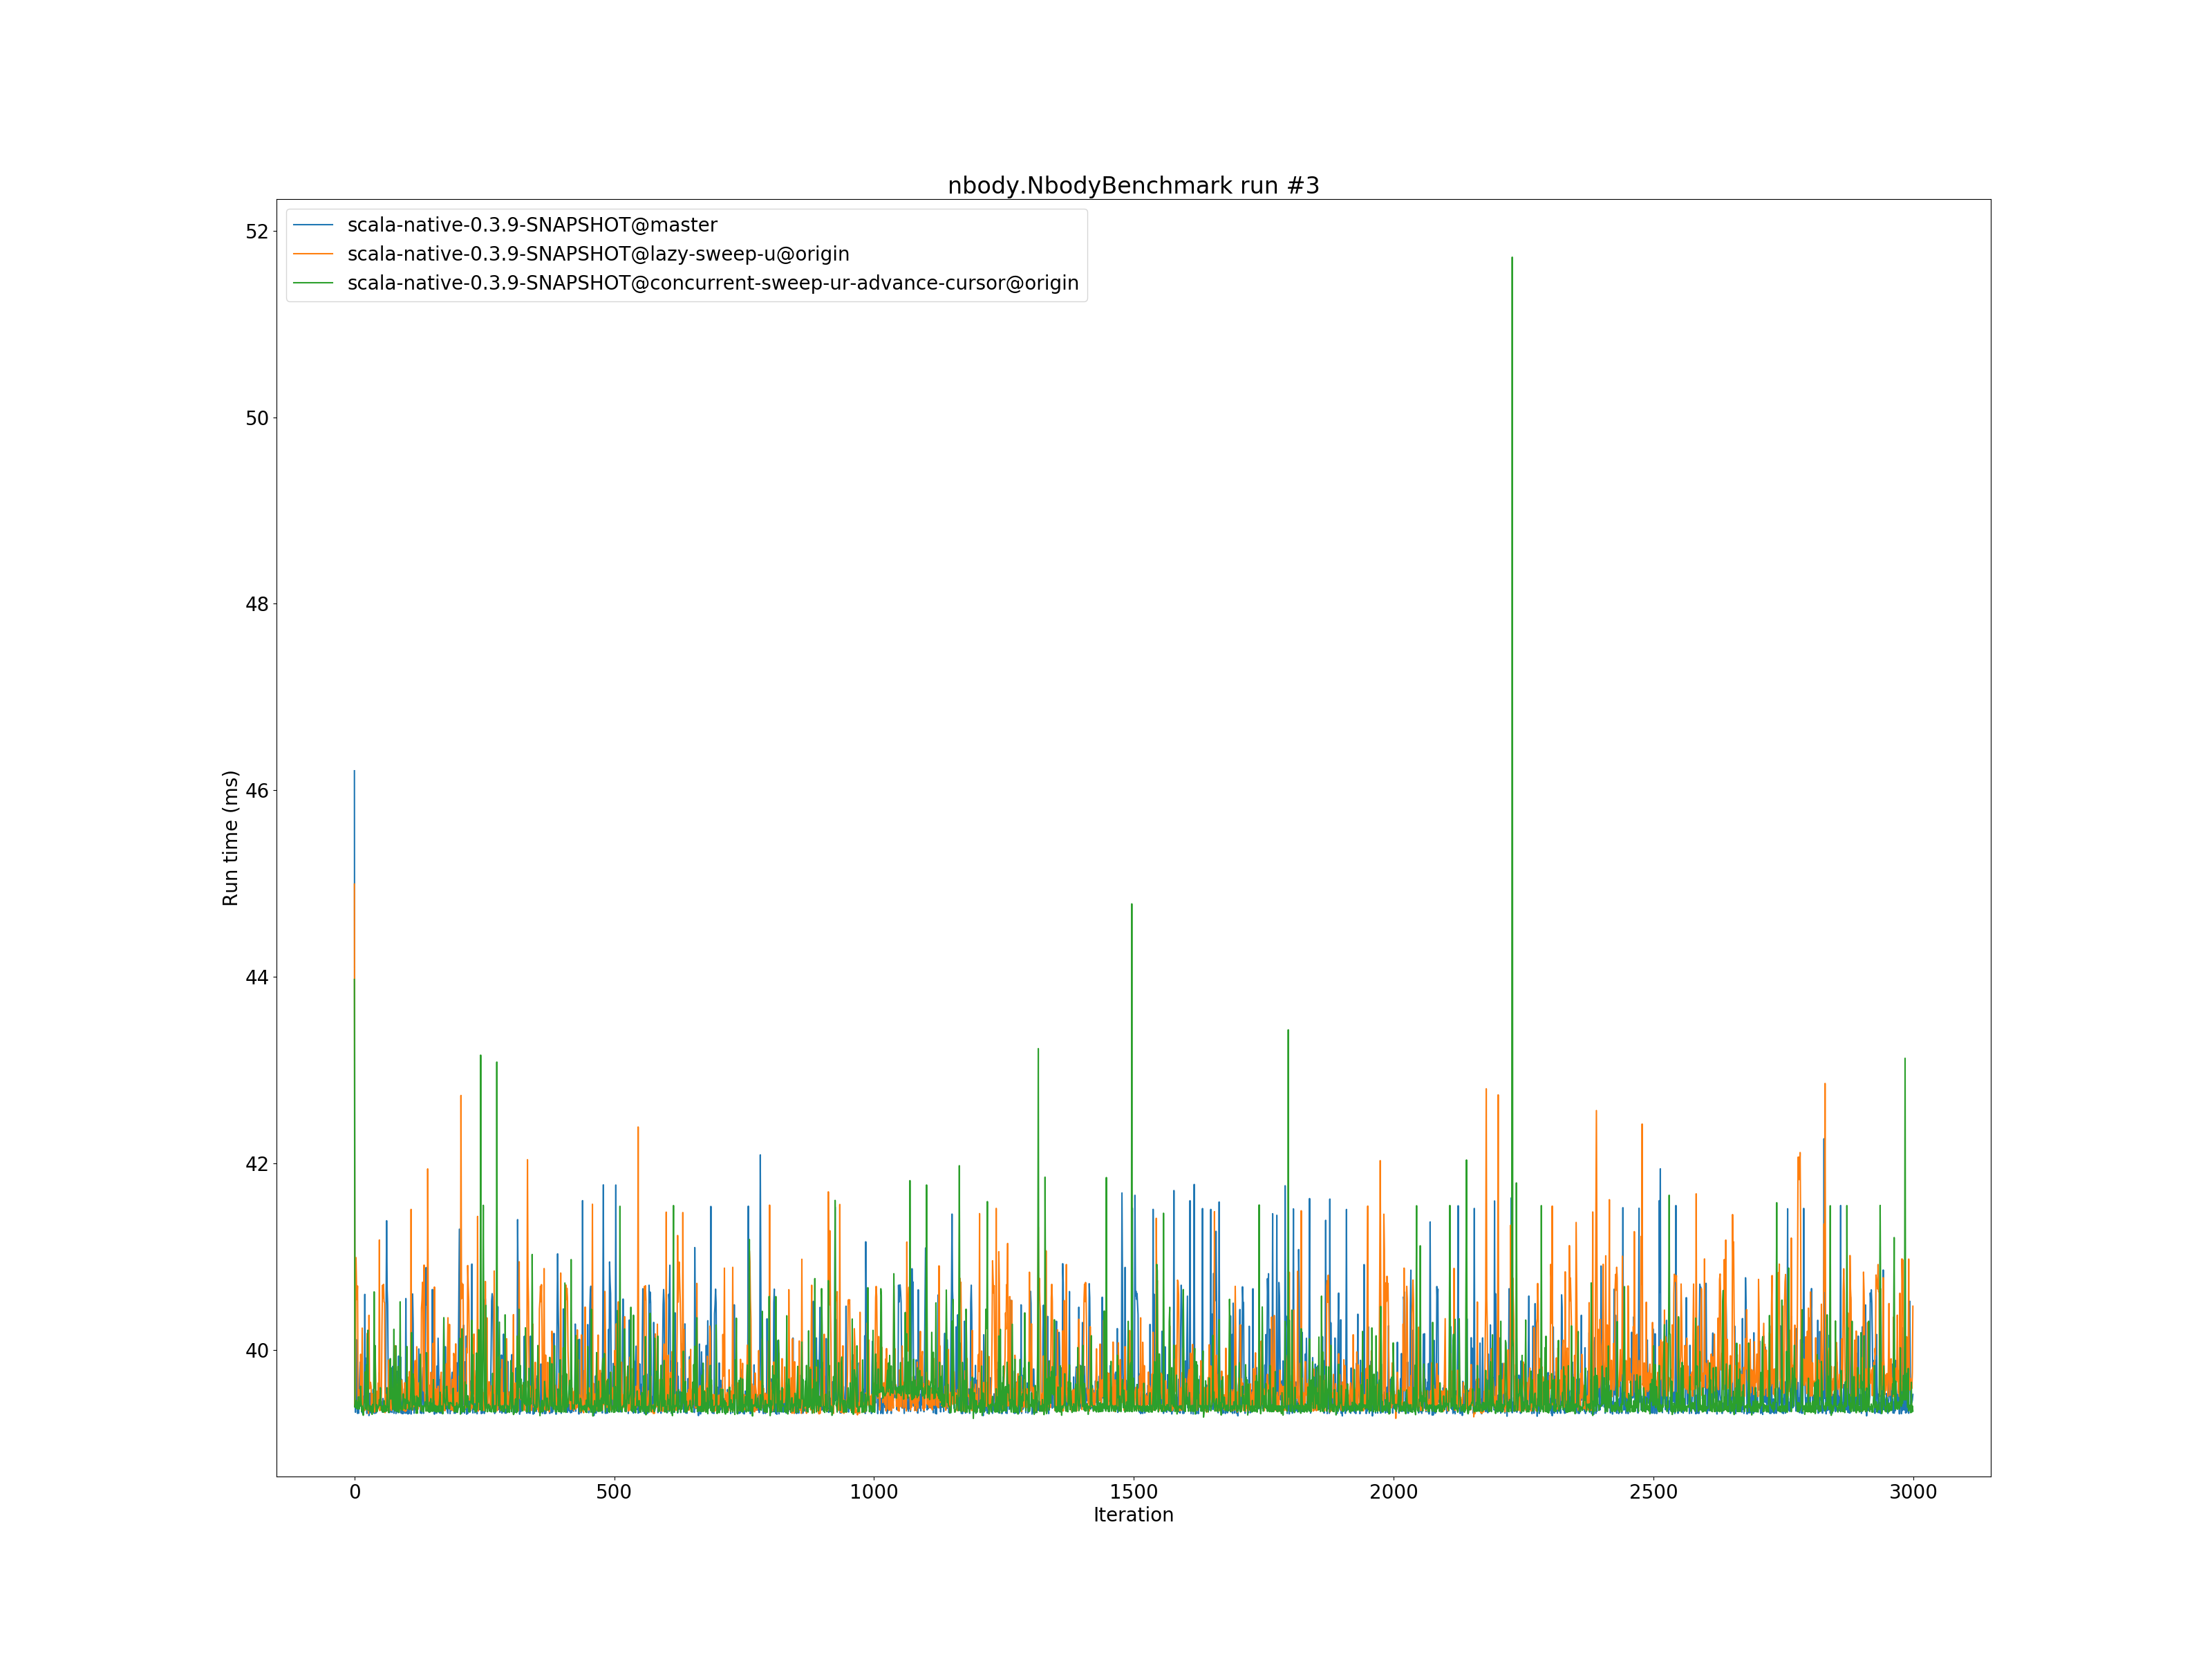 nbody.NbodyBenchmark run #3
scala-native-0.3.9-SNAPSHOT@master
scala-native-0.3.9-SNAPSHOT@lazy-sweep-u@origin
scala-native-0.3.9-SNAPSHOT@concurrent-sweep-ur-advance-cursor@origin
52
50
48
46
44
42
40
Run time (ms)
0 500 1000 1500 2000 2500 3000
Iteration